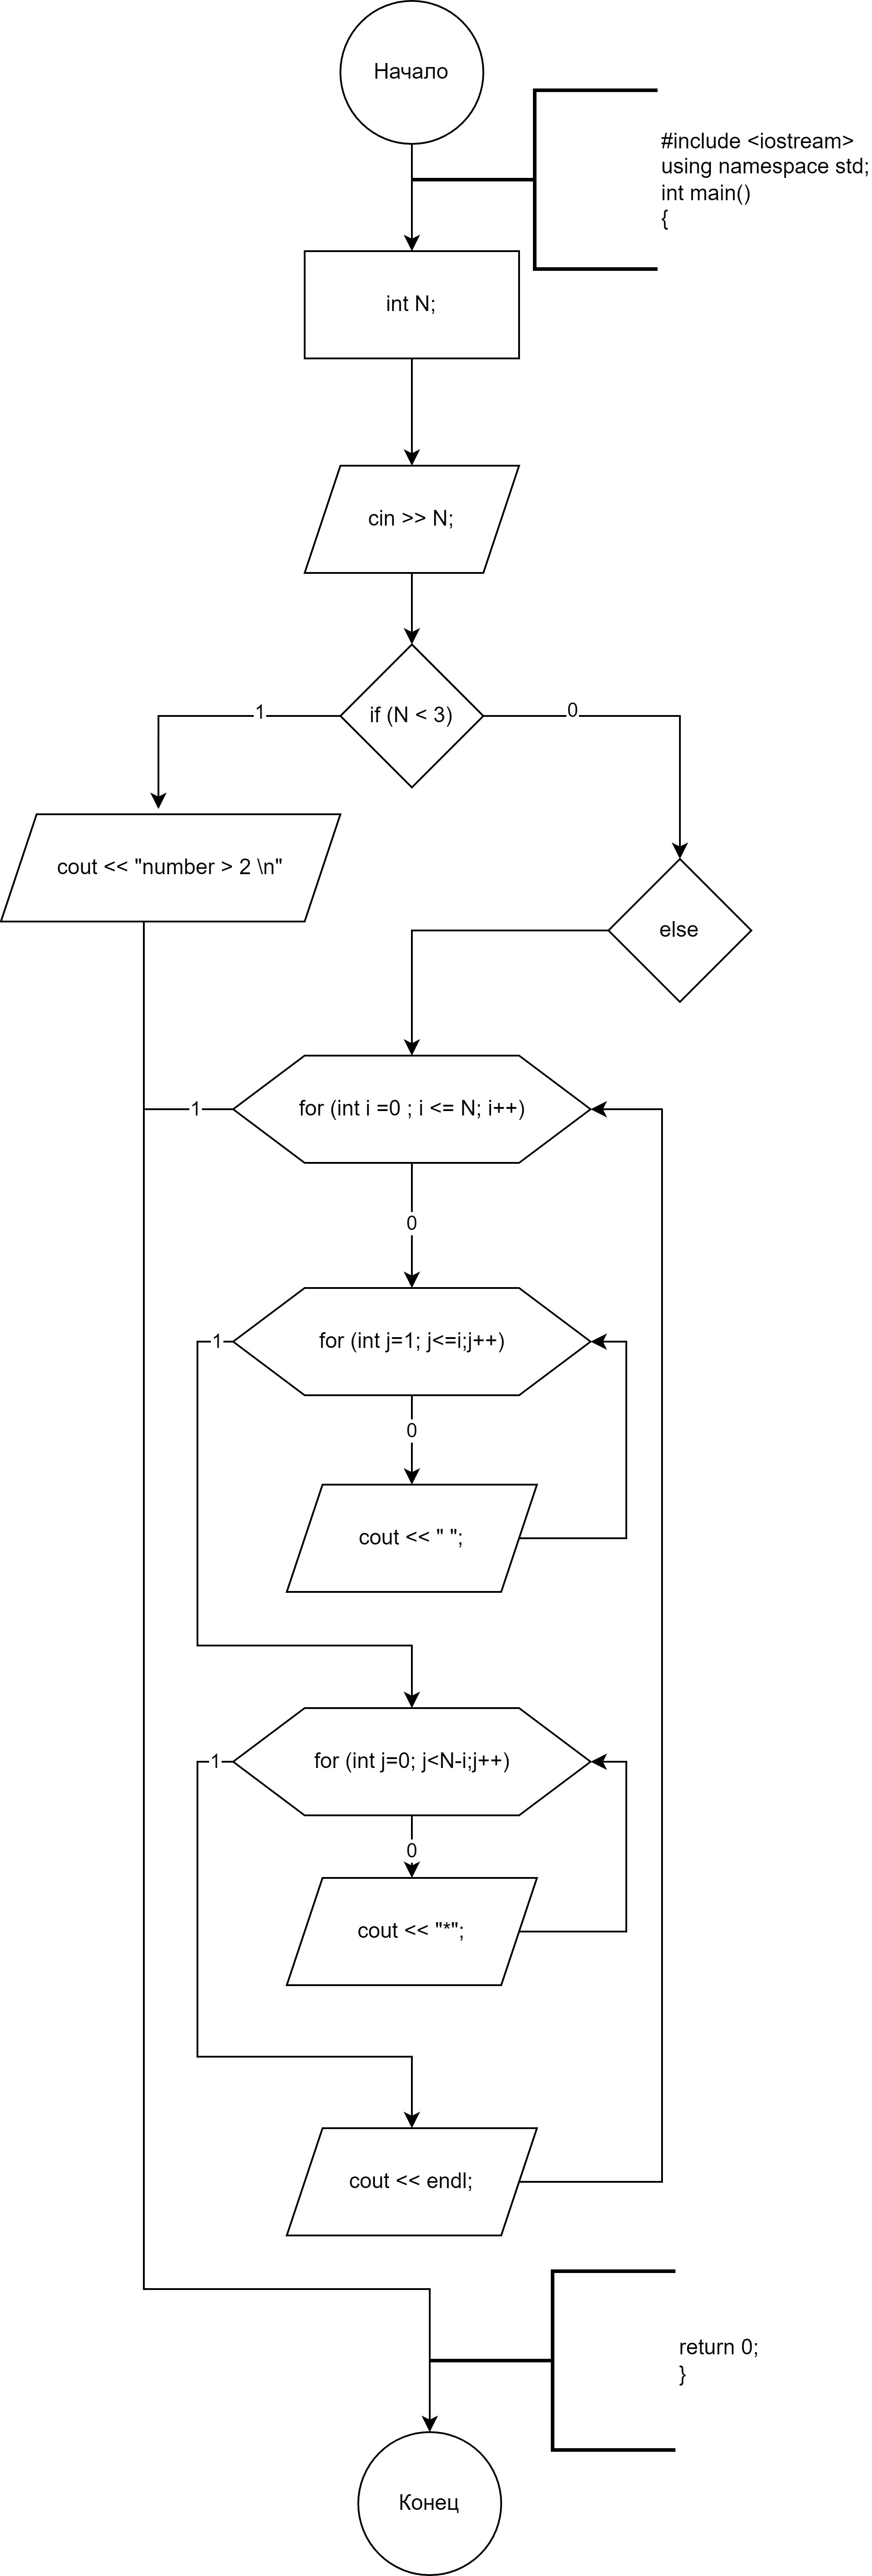 Начало
#include <iostream>
using namespace std;
int main()
{
int N;
cin >> N;
if (N < 3)
1
0
cout << "number > 2 \n"
else
for (int i =0 ; i <= N; i++)
1
0
for (int j=1; j<=i;j++)
1
0
cout << " ";
for (int j=0; j<N-i;j++)
1
0
cout << "*";
cout << endl;
return 0;
}
Конец